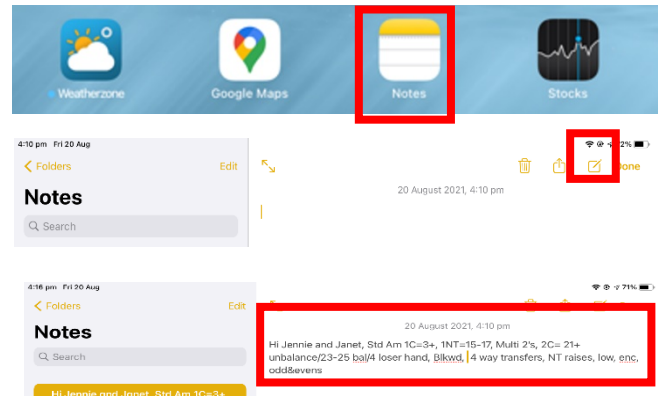 Weatherzone
Google Maps
Notes
Stocks
4:10 pm Fri 20 Aug
2%
Folders
Edit
Done
Notes
20 August 2021, 4:10 pm
Search
4:16 pm Fri 20 Aug
71%
Folders
Edit
Notes
20 August 2021, 4:10 pm
Search
Hi Jennie and Janet, Std Am 1C=3+, 1NT=15-17, Multi 2's, 2C= 21+
unbalance/23-25 bal/4 loser hand, Blkwd, 4 way transfers, NT raises, low, enc,
odd&evens
Hi Jennie and Janet, Std Am 1C=3+